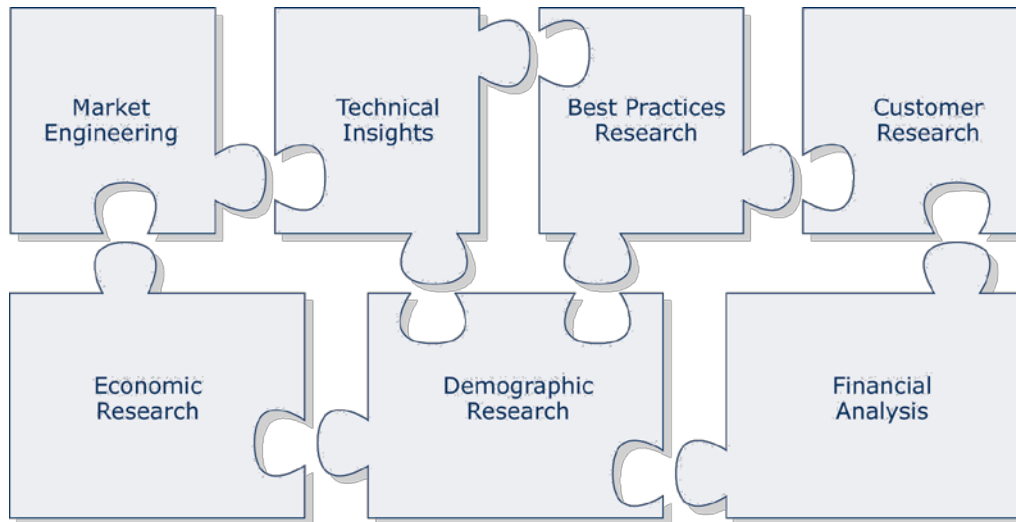 Market
Engineering
Technical
Insights
Best Practices
Research
Customer
Research
Economic
Research
Demographic
Research
Financial
Analysis